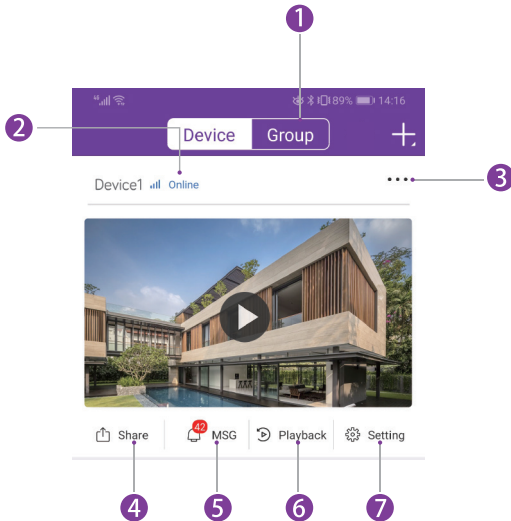 1
89% 14:16
2
Device Group
Device1 Online
3
42
Share MSG Playback Setting
4 5 6 7